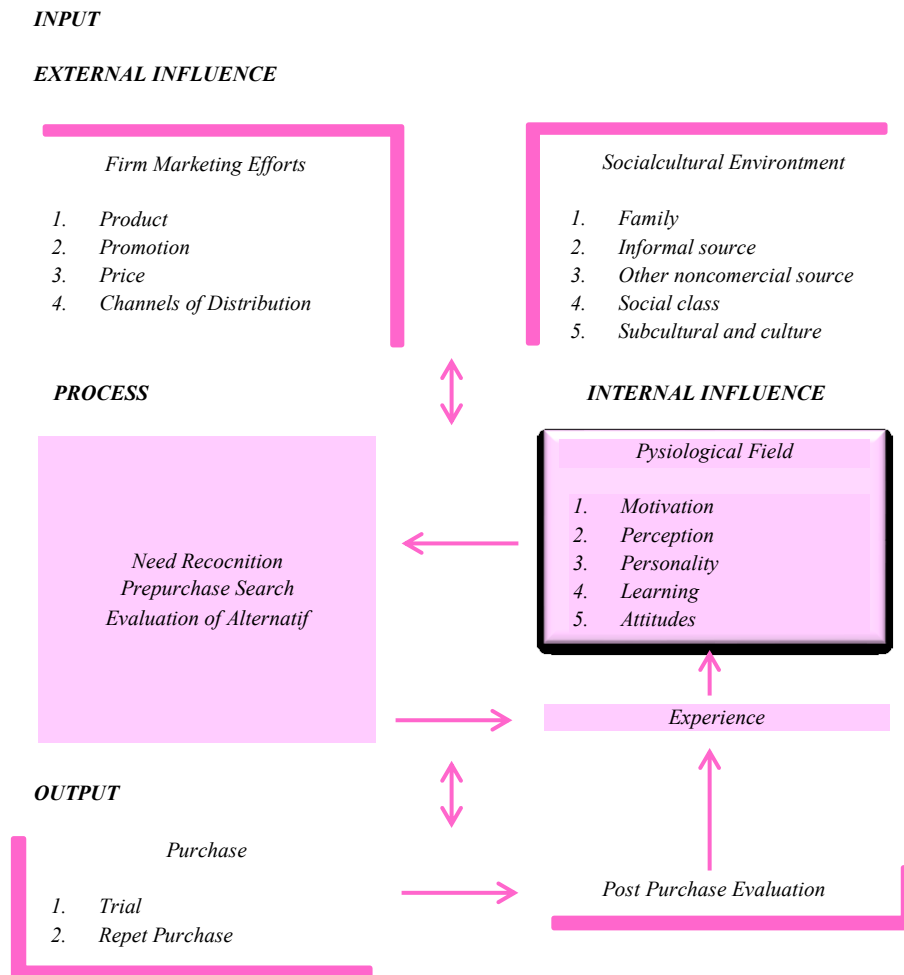 INPUT
EXTERNAL INFLUENCE
Firm Marketing Efforts
1. Product
2. Promotion
3. Price
4. Channels of Distribution
Socialcultural Environtment
1. Family
2. Informal source
3. Other noncomercial source
4. Social class
5. Subcultural and culture
PROCESS
INTERNAL INFLUENCE
Need Recocnition
Prepurchase Search
Evaluation of Alternatif
Pysiological Field
1. Motivation
2. Perception
3. Personality
4. Learning
5. Attitudes
Experience
OUTPUT
Purchase
1. Trial
2. Repet Purchase
Post Purchase Evaluation